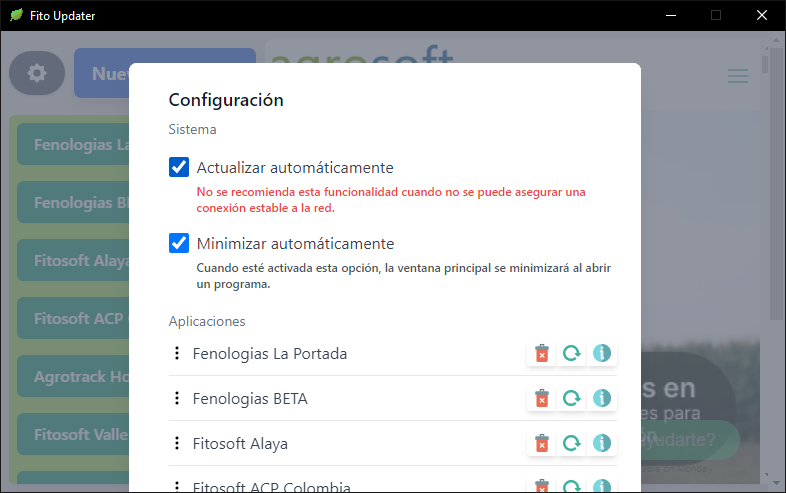 Fito Updater
Nuev
agrosoft
Configuración
Sistema
Actualizar automáticamente
No se recomienda esta funcionalidad cuando no se puede asegurar una
conexión estable a la red.
Minimizar automáticamente
Cuando esté activada esta opción, la ventana principal se minimizará al abrir
un programa.
Aplicaciones
Fenologias La Portada
Fenologias BETA
Fitosoft Alaya
Fitosoft ACP Colombia
Fenologias La
Fenologias B
Fitosoft Alaya
Fitosoft ACP
Agrotrack Ho
Fitosoft Valle
s en
es para
ayudarte?